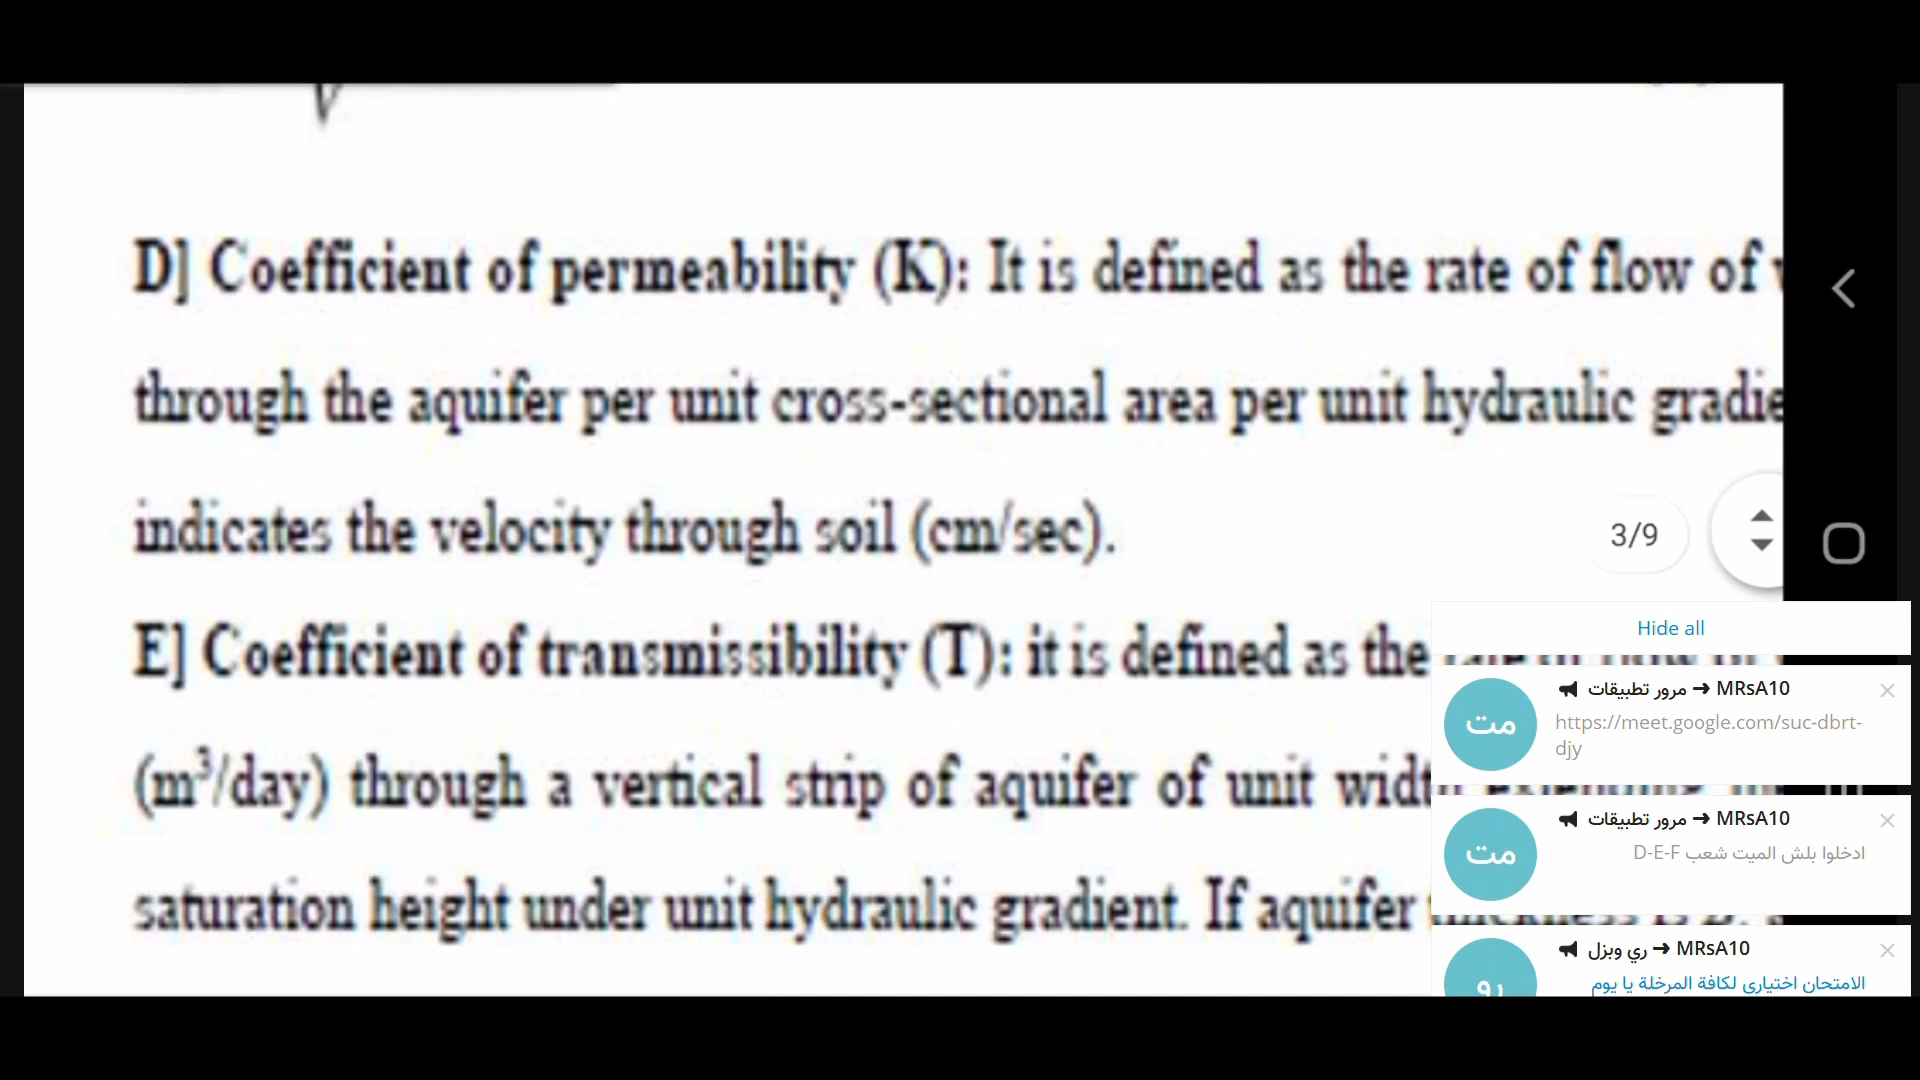 D] Coefficient of permeability (K): It is defined as the rate of flow of
through the aquifer per unit cross-sectional area per unit hydraulic
indicates the velocity through soil (cm/sec).
3/9
E] Coefficient of transmissibility (T): it is defined as the
(m³/day) through a vertical strip of aquifer of unit
saturation height under unit hydraulic gradient. If aquifer
Hide all
مت
مرور تطبيقات ➔ MRsA10
https://meet.google.com/suc-dbrt-
djy
مت
مرور تطبيقات ➔ MRsA10
ادخلوا بلش الميت شعب D-E-F
رو
ري وبزل ➔ MRsA10
الامتحان اختياري لكافة المرحلة يا يوم